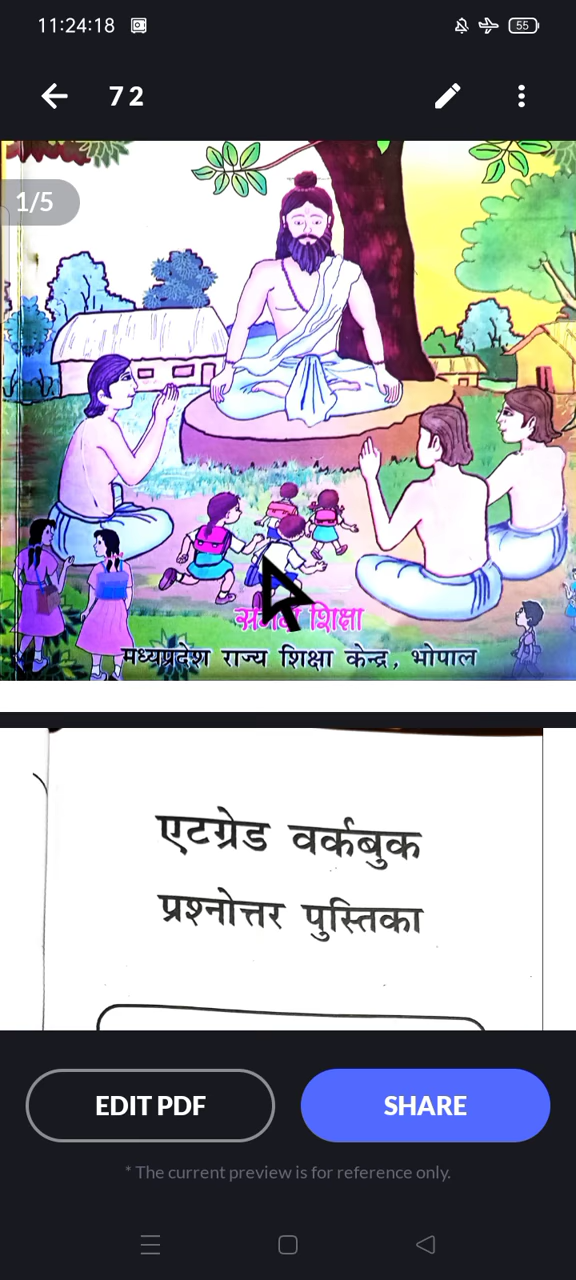 11:24:18
55
72
1/5
समग्र शिक्षा
मध्यप्रदेश राज्य शिक्षा केन्द्र, भोपाल
एटग्रेड वर्कबुक
प्रश्नोत्तर पुस्तिका
EDIT PDF
SHARE
* The current preview is for reference only.